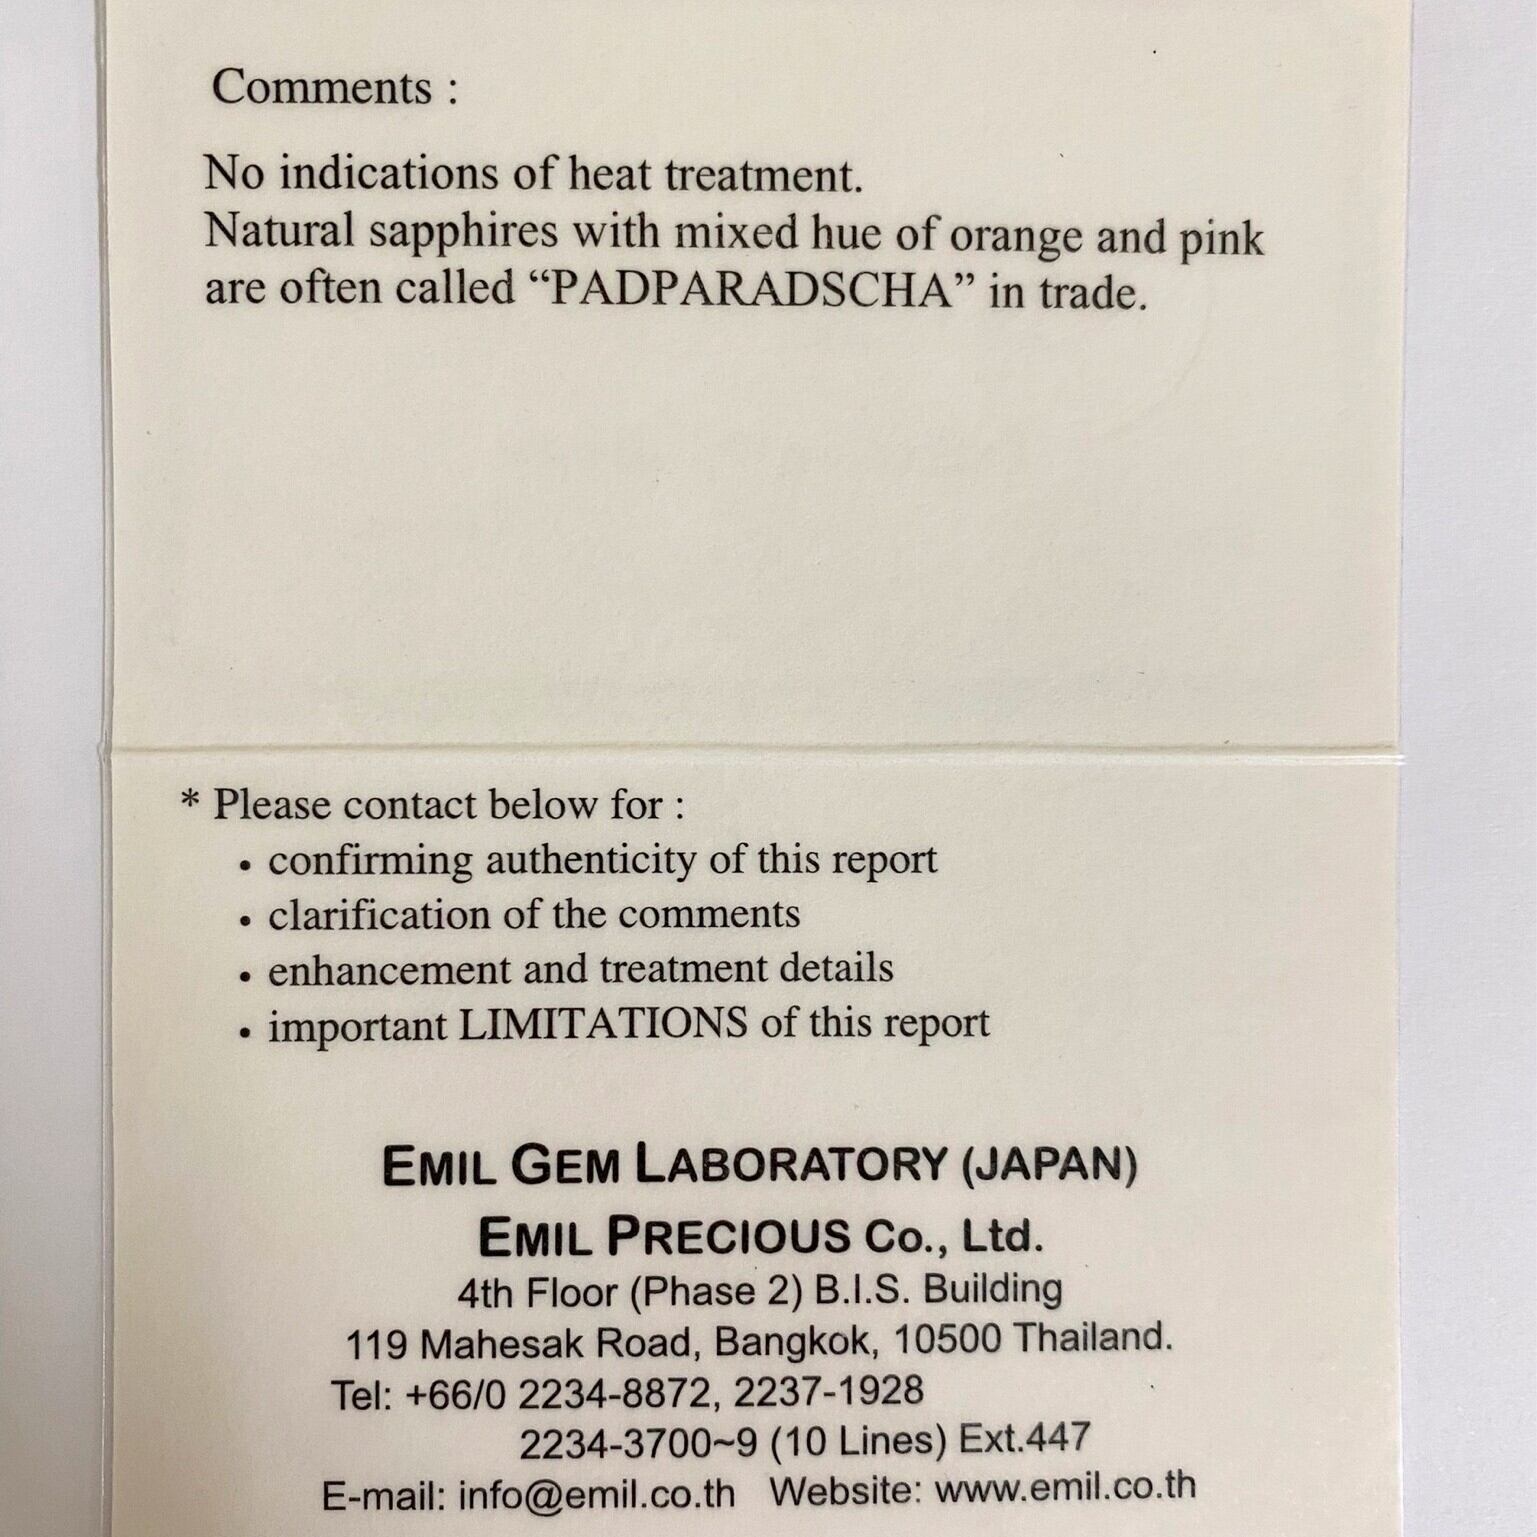 Comments :
No indications of heat treatment.
Natural sapphires with mixed hue of orange and pink
are often called “PADPARADSCHA” in trade.
* Please contact below for :
• confirming authenticity of this report
• clarification of the comments
• enhancement and treatment details
• important LIMITATIONS of this report
EMIL GEM LABORATORY (JAPAN)
EMIL PRECIOUS Co., Ltd.
4th Floor (Phase 2) B.I.S. Building
119 Mahesak Road, Bangkok, 10500 Thailand.
Tel: +66/0 2234-8872, 2237-1928
2234-3700~9 (10 Lines) Ext.447
E-mail: info@emil.co.th Website: www.emil.co.th